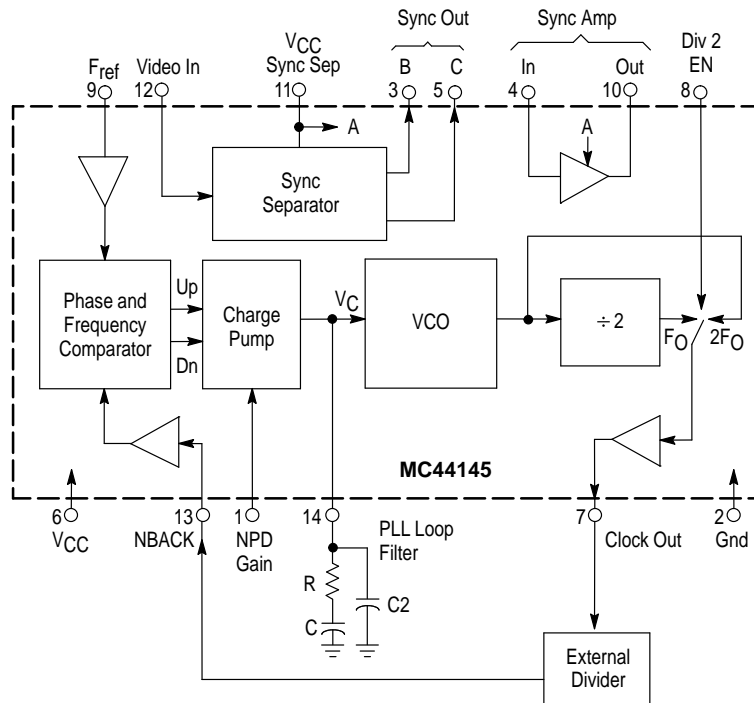 Sync Out
Sync Amp
Fref
Video In
VCC
Sync Sep
B
C
In
Out
Div 2
EN
9
12
11
3
5
4
10
8
A
A
Sync
Separator
Phase and
Frequency
Comparator
Up
Dn
Charge
Pump
VC
VCO
÷ 2
FO
2FO
MC44145
6
VCC
13
NBACK
1
NPD
Gain
14
PLL Loop
Filter
7
Clock Out
2
Gnd
R
C
C2
External
Divider